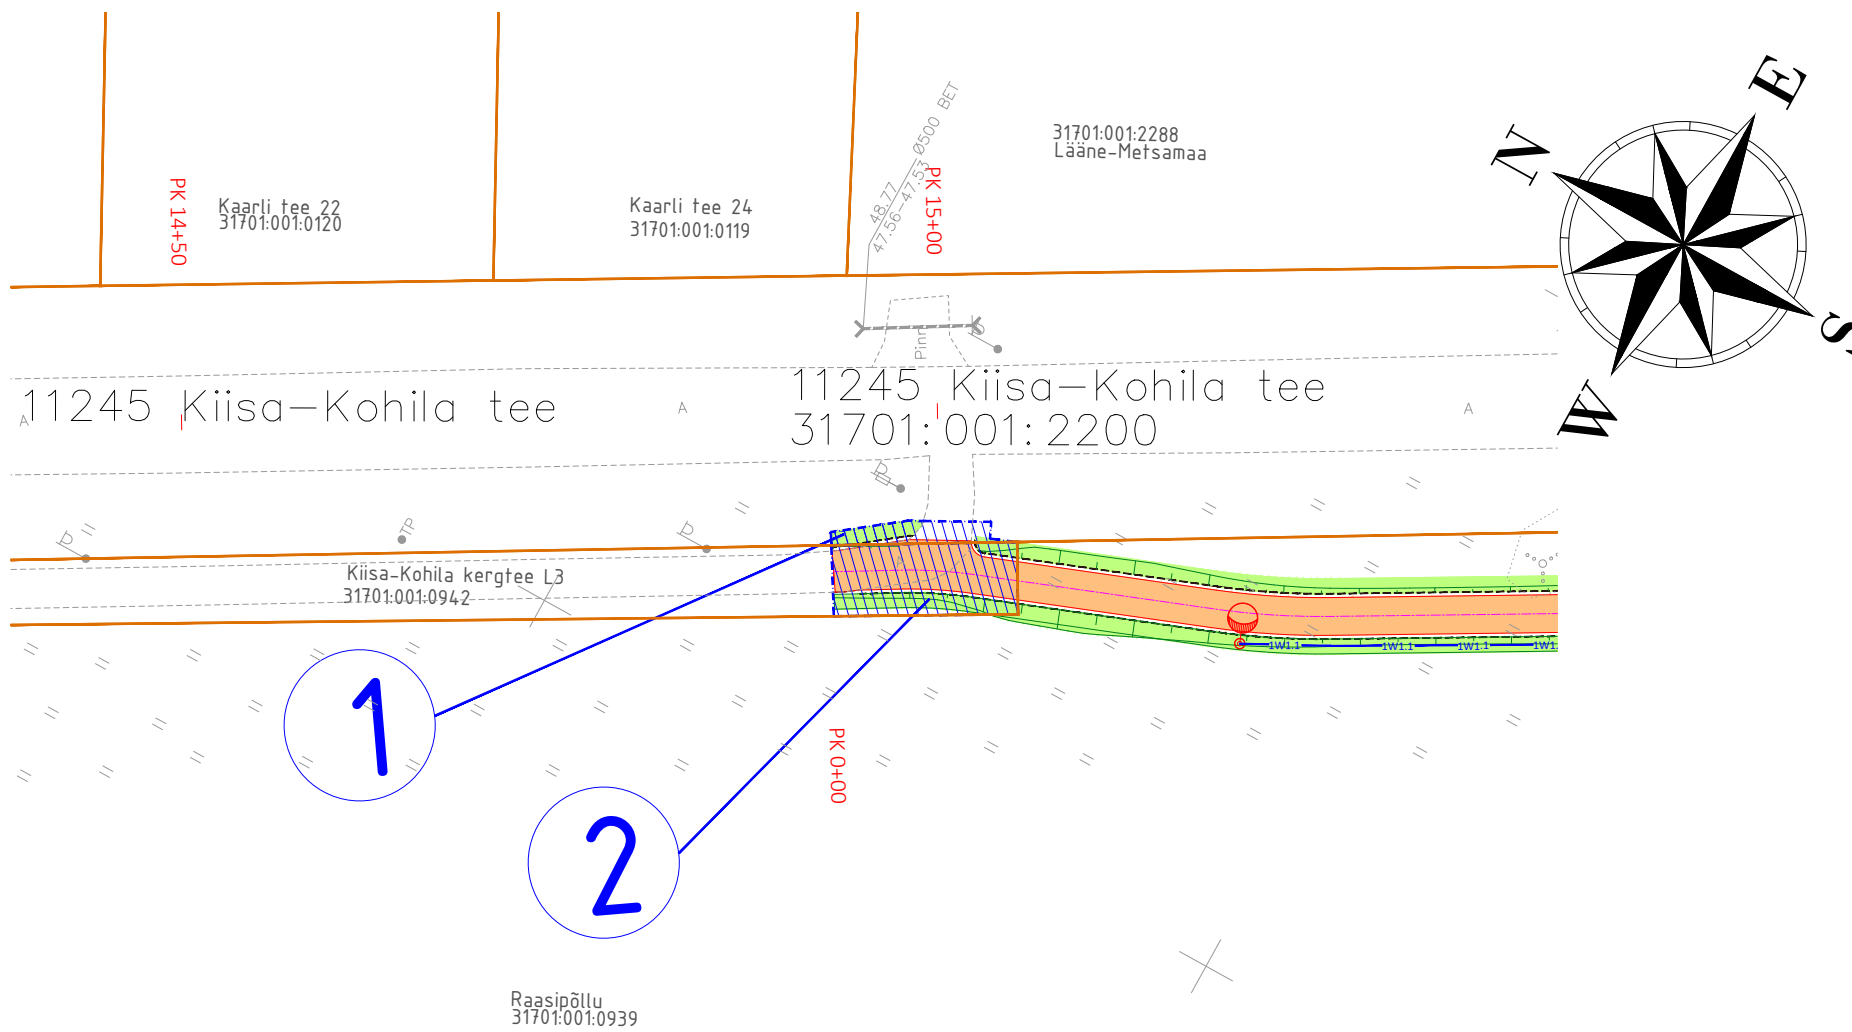 48.77
47.56-47.53
Ø500 BET
31701:001:2288
Lääne-Metsamaa
N
E
S
W
PK 14+50
Kaarli tee 22
31701:001:0120
Kaarli tee 24
31701:001:0119
PK 15+00
Pinn
11245 Kiisa-Kohila tee
11245 Kiisa-Kohila tee
31701:001:2200
A
A
A
TP
Kiisa-Kohila kergtee L3
31701:001:0942
1W1.1
1W1.1
1W1.1
1W1.
1
2
PK 0+00
Raasipõllu
31701:001:0939